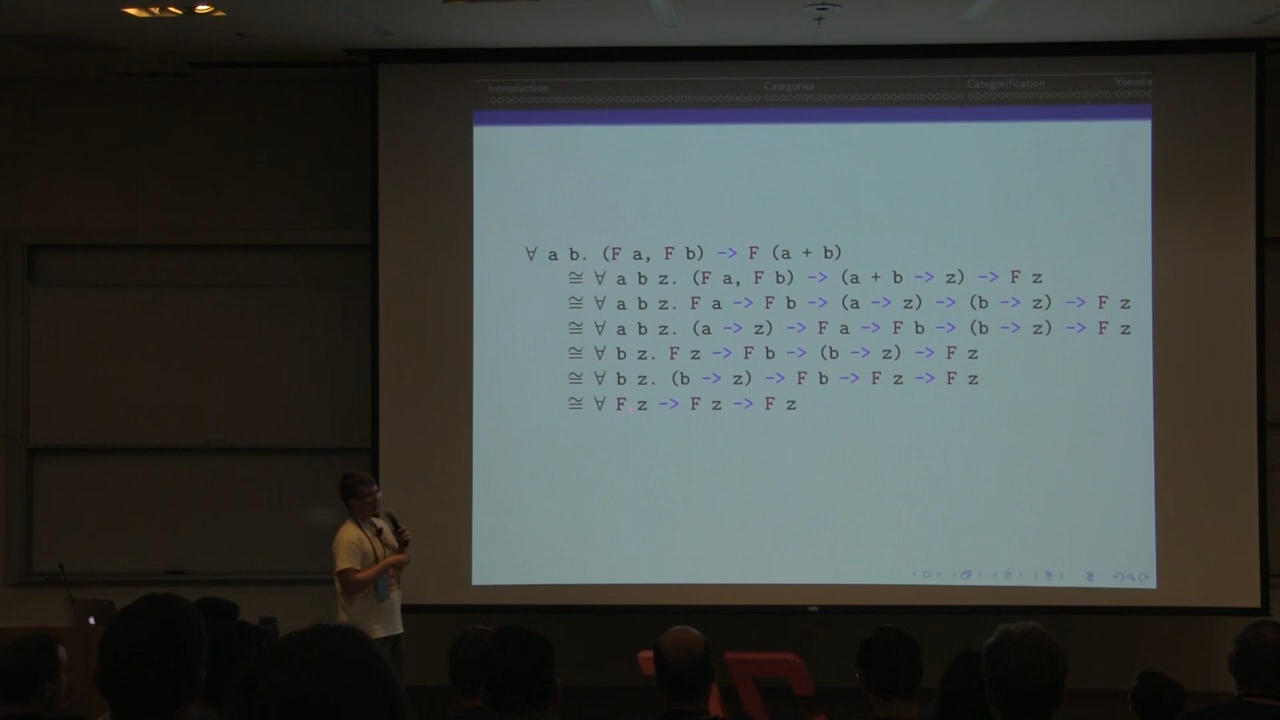 Introduction Categories Categorification Yoneda
∀ a b. (F a, F b) -> F (a + b)
≅ ∀ a b z. (F a, F b) -> (a + b -> z) -> F z
≅ ∀ a b z. F a -> F b -> (a -> z) -> (b -> z) -> F z
≅ ∀ a b z. (a -> z) -> F a -> F b -> (b -> z) -> F z
≅ ∀ b z. F z -> F b -> (b -> z) -> F z
≅ ∀ b z. (b -> z) -> F b -> F z -> F z
≅ ∀ F z -> F z -> F z